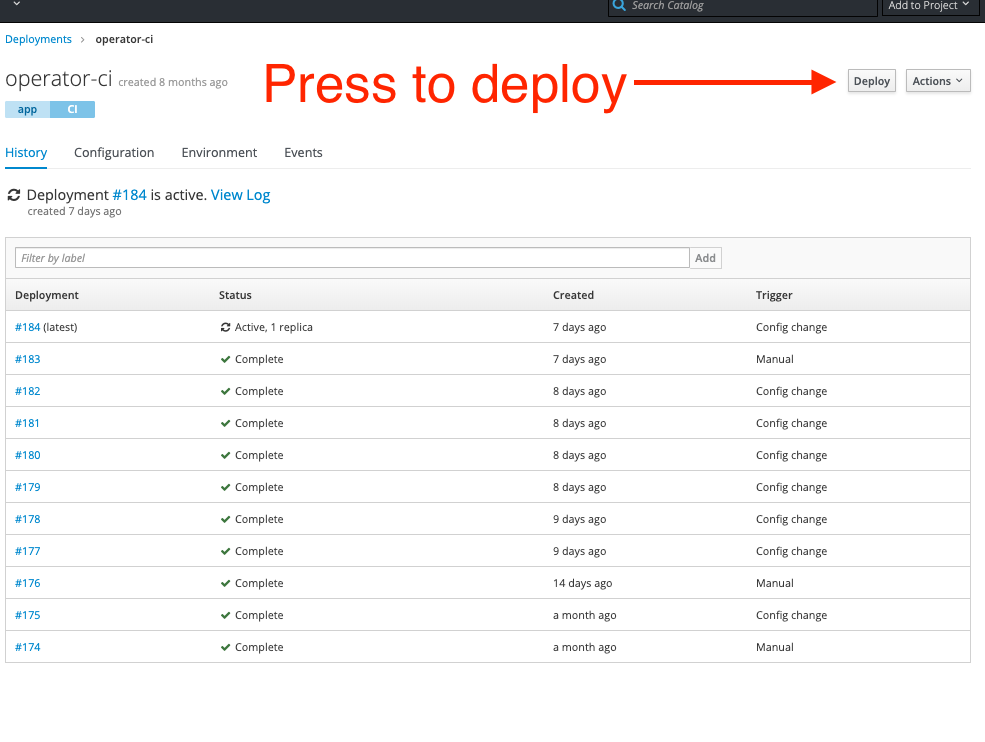 Search Catalog
Add to Project
Deployments › operator-ci
operator-ci created 8 months ago
Press to deploy
Deploy
Actions
app CI
History Configuration Environment Events
Deployment #184 is active. View Log
created 7 days ago
Filter by label Add
Deployment Status Created Trigger
#184 (latest) Active, 1 replica 7 days ago Config change
#183 Complete 7 days ago Manual
#182 Complete 8 days ago Config change
#181 Complete 8 days ago Config change
#180 Complete 8 days ago Config change
#179 Complete 8 days ago Config change
#178 Complete 9 days ago Config change
#177 Complete 9 days ago Config change
#176 Complete 14 days ago Manual
#175 Complete a month ago Config change
#174 Complete a month ago Manual